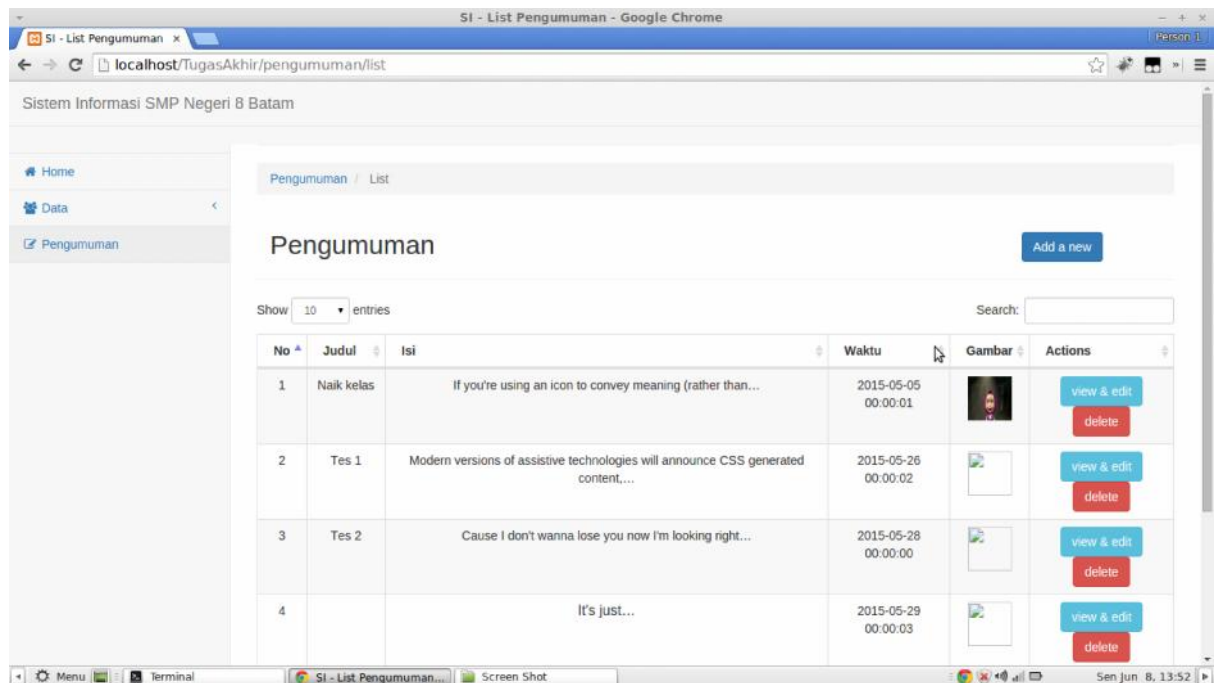 SI - List Pengumuman - Google Chrome
SI - List Pengumuman ×
Person 1
localhost/TugasAkhir/pengumuman/list
Sistem Informasi SMP Negeri 8 Batam
Home
Data
Pengumuman
Pengumuman / List
Pengumuman
Add a new
Show 10 entries
Search:
No Judul Isi Waktu Gambar Actions
1 Naik kelas If you're using an icon to convey meaning (rather than... 2015-05-05
00:00:01
view & edit
delete
2 Tes 1 Modern versions of assistive technologies will announce CSS generated
content,...
2015-05-26
00:00:02
view & edit
delete
3 Tes 2 Cause I don't wanna lose you now I'm looking right... 2015-05-28
00:00:00
view & edit
delete
4 It's just... 2015-05-29
00:00:03
view & edit
delete
Menu Terminal SI - List Pengumuman... Screen Shot Sen Jun 8, 13:52